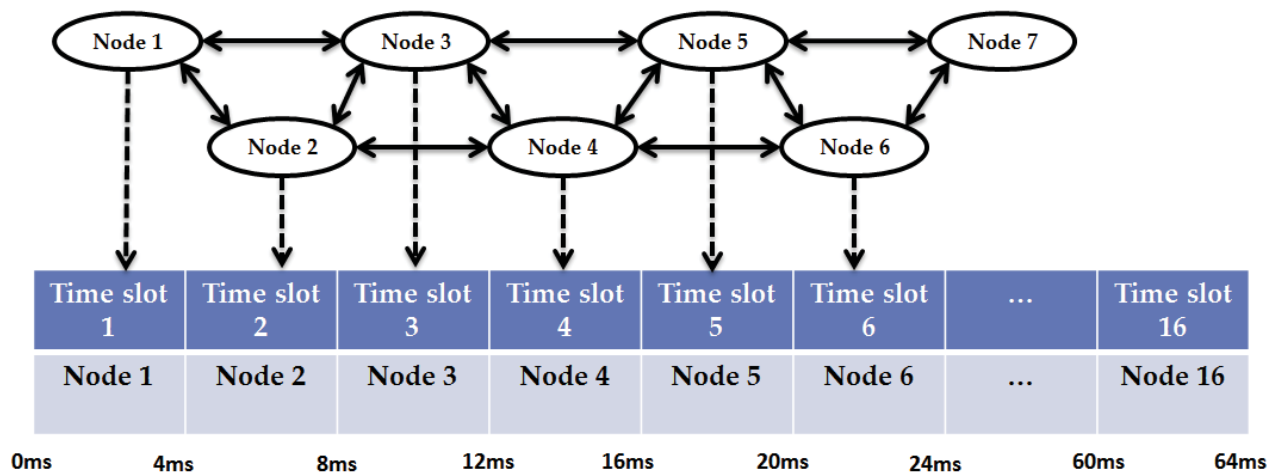 Node 1
Node 3
Node 5
Node 7
Node 2
Node 4
Node 6
Time slot
1
Time slot
2
Time slot
3
Time slot
4
Time slot
5
Time slot
6
...
Time slot
16
Node 1
Node 2
Node 3
Node 4
Node 5
Node 6
...
Node 16
0ms
4ms
8ms
12ms
16ms
20ms
24ms
60ms
64ms